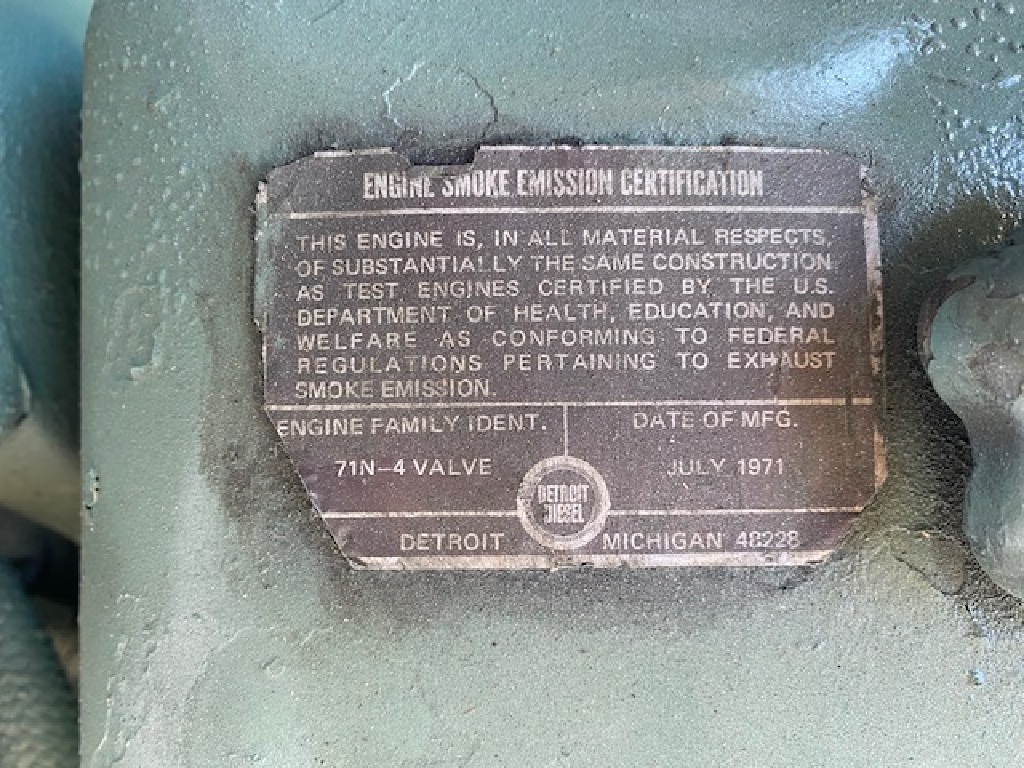 ENGINE SMOKE EMISSION CERTIFICATION
THIS ENGINE IS, IN ALL MATERIAL RESPECTS,
OF SUBSTANTIALLY THE SAME CONSTRUCTION
AS TEST ENGINES CERTIFIED BY THE U.S.
DEPARTMENT OF HEALTH, EDUCATION, AND
WELFARE AS CONFORMING TO FEDERAL
REGULATIONS PERTAINING TO EXHAUST
SMOKE EMISSION.
ENGINE FAMILY IDENT.
DATE OF MFG.
71N-4 VALVE
JULY 1971
DETROIT
DIESEL
DETROIT MICHIGAN 48228